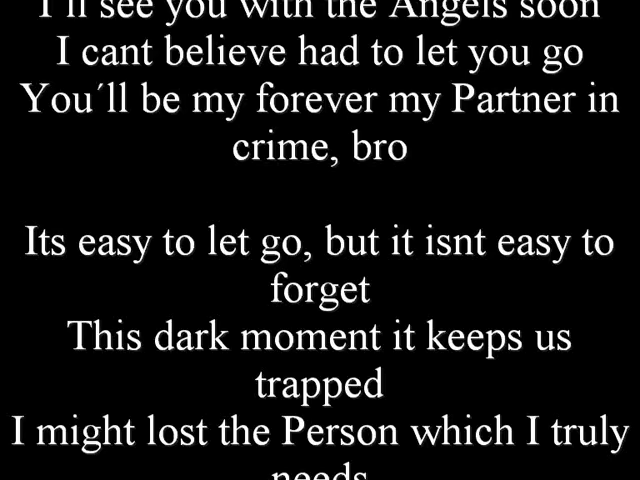 I´ll see you with the Angels soon
I cant believe had to let you go
You´ll be my forever my Partner in
crime, bro
Its easy to let go, but it isnt easy to
forget
This dark moment it keeps us
trapped
I might lost the Person which I truly
needs